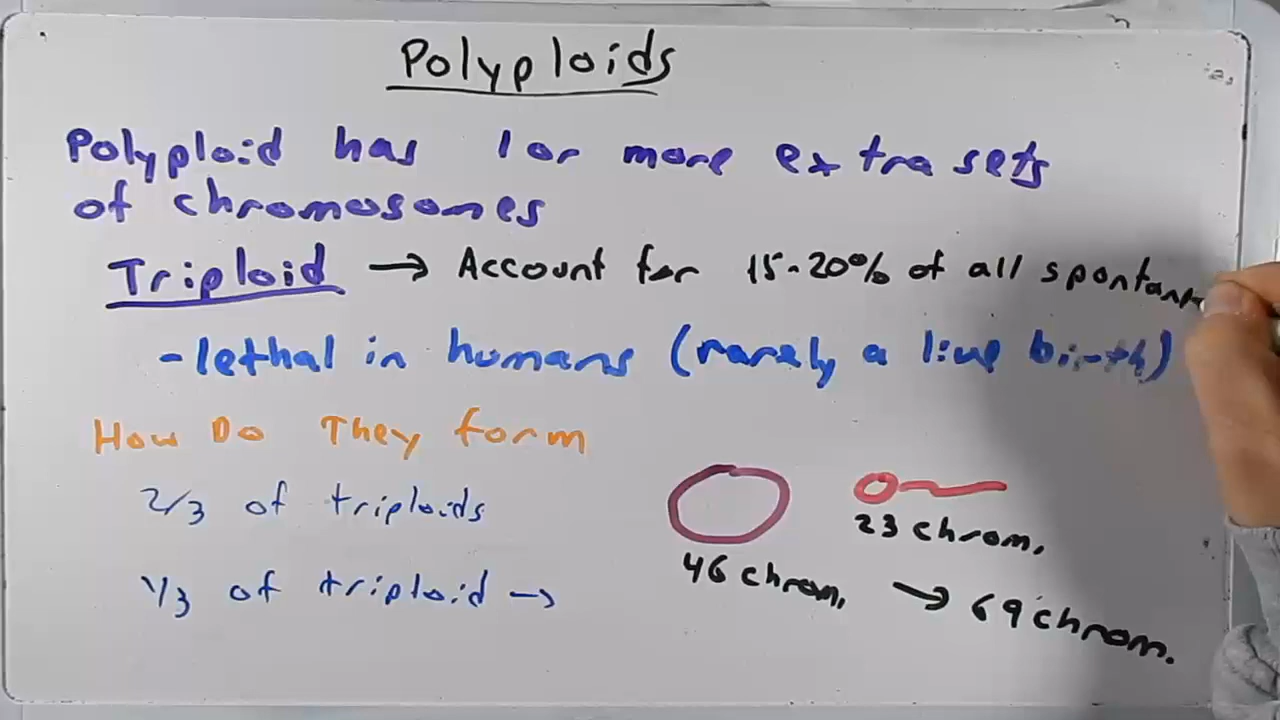 Polyploids
Polyploid has 1 or more extra sets
of chromosomes
Triploid → Account for 15-20% of all spontane
-lethal in humans (rarely a live birth)
How Do They form
2/3 of triploids
23 chrom.
46 chrom.
1/3 of triploid →
→ 69 chrom.